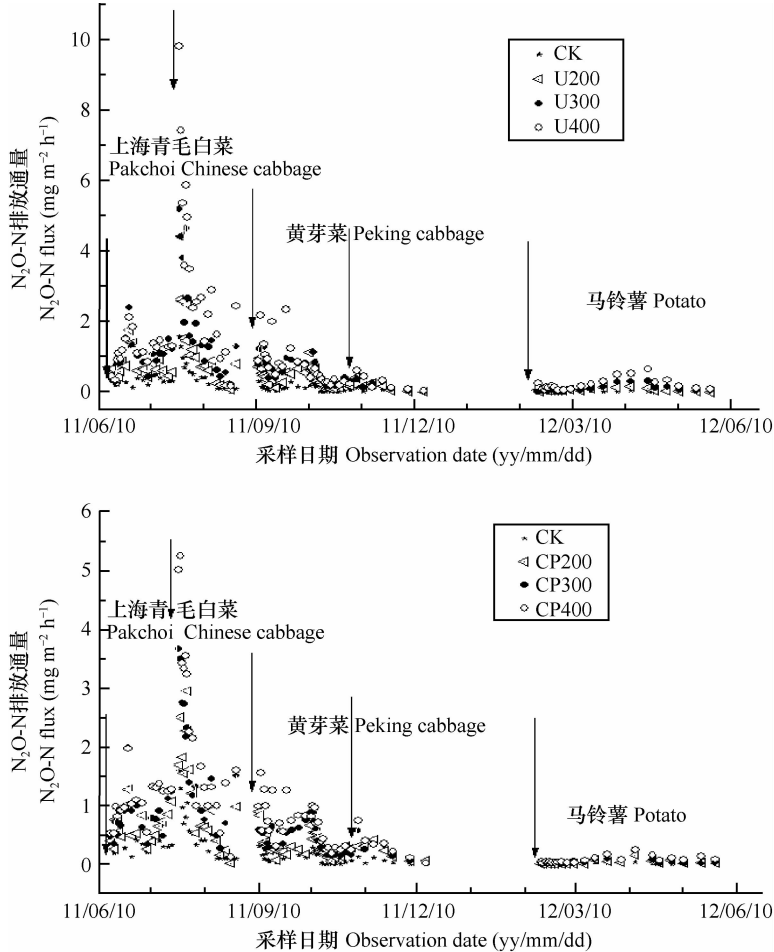 10
8
6
4
2
0
N₂O-N排放通量
N₂O-N flux (mg m⁻² h⁻¹)
CK
U200
U300
U400
上海青毛白菜
Pakchoi Chinese cabbage
黄芽菜 Peking cabbage
马铃薯 Potato
11/06/10 11/09/10 11/12/10 12/03/10 12/06/10
采样日期 Observation date (yy/mm/dd)
6
5
4
3
2
1
0
N₂O-N排放通量
N₂O-N flux (mg m⁻² h⁻¹)
CK
CP200
CP300
CP400
上海青 毛白菜
Pakchoi Chinese cabbage
黄芽菜 Peking cabbage
马铃薯 Potato
11/06/10 11/09/10 11/12/10 12/03/10 12/06/10
采样日期 Observation date (yy/mm/dd)